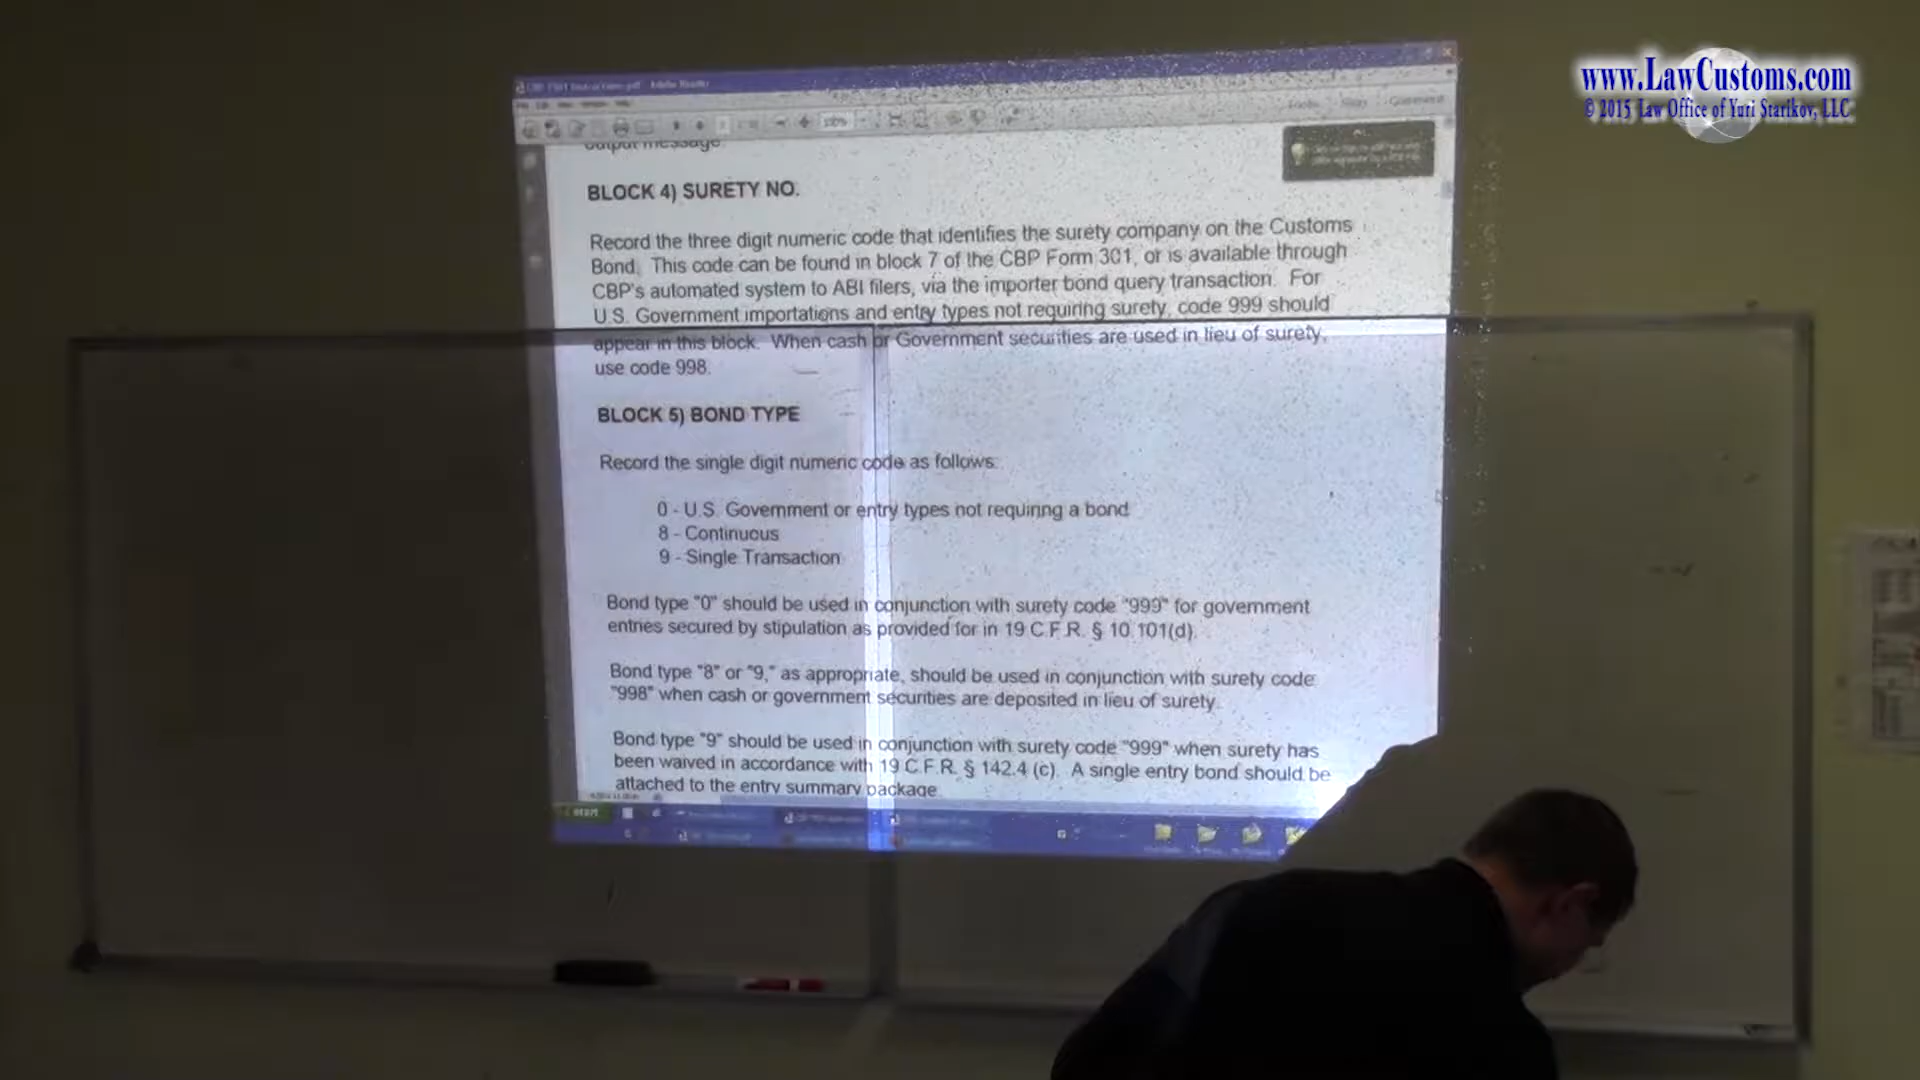 www.LawCustoms.com
© 2015 Law Office of Yuri Starikov, LLC
Adobe Reader
output message.
BLOCK 4) SURETY NO.
Record the three digit numeric code that identifies the surety company on the Customs
Bond. This code can be found in block 7 of the CBP Form 301, or is available through
CBP's automated system to ABI filers, via the importer bond query transaction. For
U.S. Government importations and entry types not requiring surety, code 999 should
appear in this block. When cash or Government securities are used in lieu of surety,
use code 998.
BLOCK 5) BOND TYPE
Record the single digit numeric code as follows:
0 - U.S. Government or entry types not requiring a bond
8 - Continuous
9 - Single Transaction
Bond type "0" should be used in conjunction with surety code "999" for government
entries secured by stipulation as provided for in 19 C.F.R. § 10.101(d).
Bond type "8" or "9," as appropriate, should be used in conjunction with surety code
"998" when cash or government securities are deposited in lieu of surety.
Bond type "9" should be used in conjunction with surety code "999" when surety has
been waived in accordance with 19 C.F.R. § 142.4 (c). A single entry bond should be
attached to the entry summary package.
start